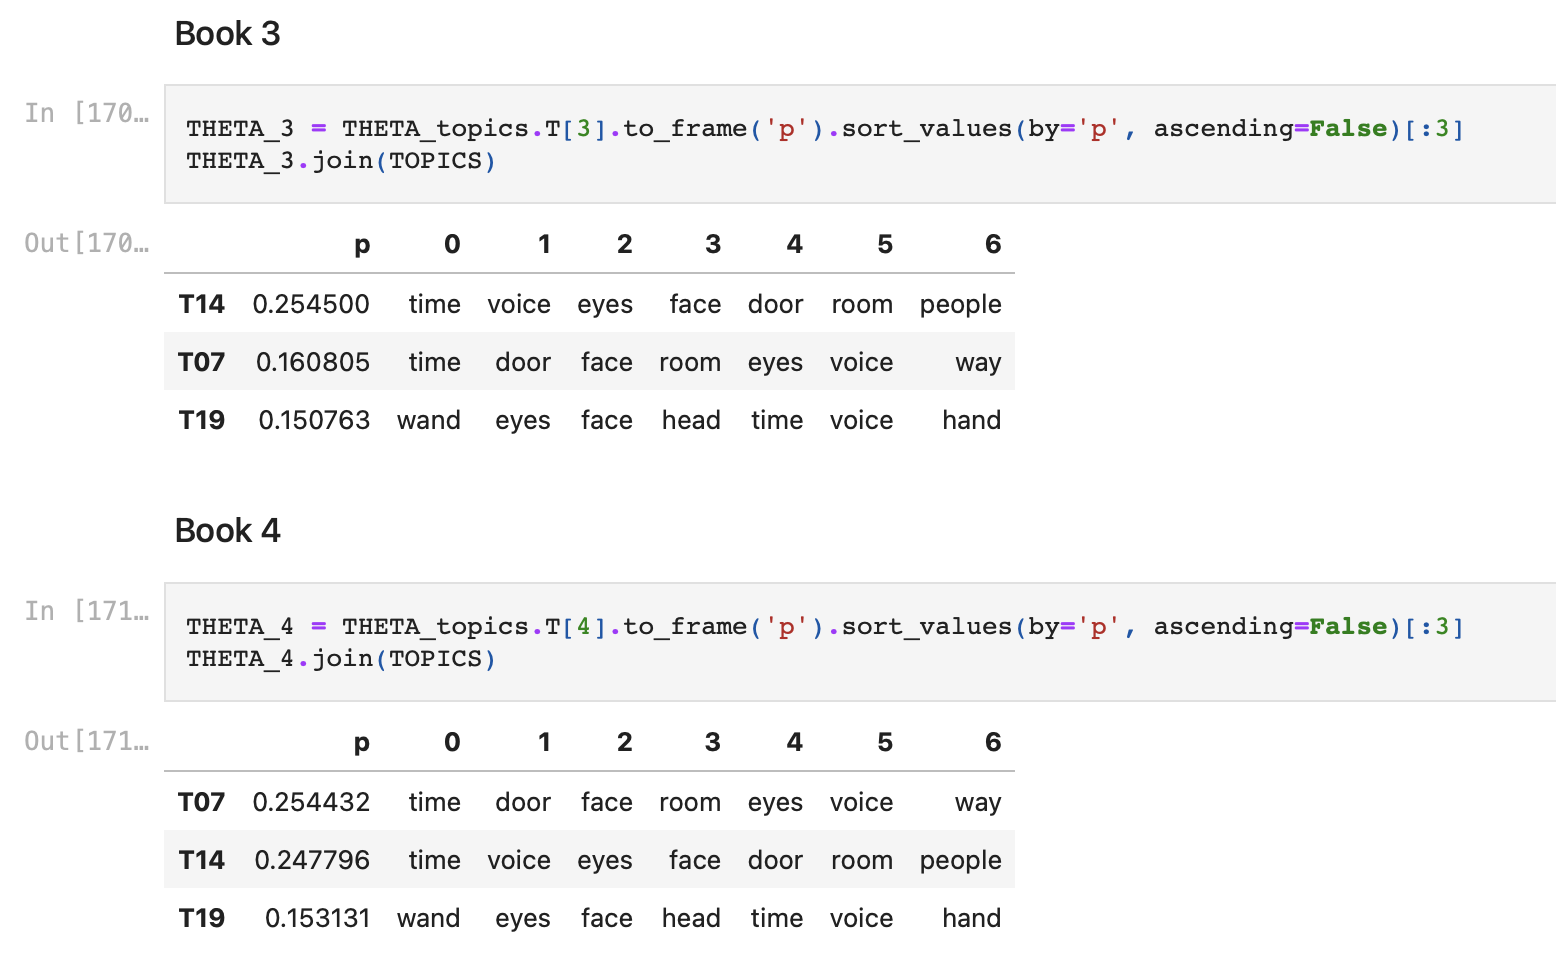 Book 3
In [170…
THETA_3 = THETA_topics.T[3].to_frame('p').sort_values(by='p', ascending=False)[:3]
THETA_3.join(TOPICS)
Out[170…
p 0 1 2 3 4 5 6
T14 0.254500 time voice eyes face door room people
T07 0.160805 time door face room eyes voice way
T19 0.150763 wand eyes face head time voice hand
Book 4
In [171…
THETA_4 = THETA_topics.T[4].to_frame('p').sort_values(by='p', ascending=False)[:3]
THETA_4.join(TOPICS)
Out[171…
p 0 1 2 3 4 5 6
T07 0.254432 time door face room eyes voice way
T14 0.247796 time voice eyes face door room people
T19 0.153131 wand eyes face head time voice hand